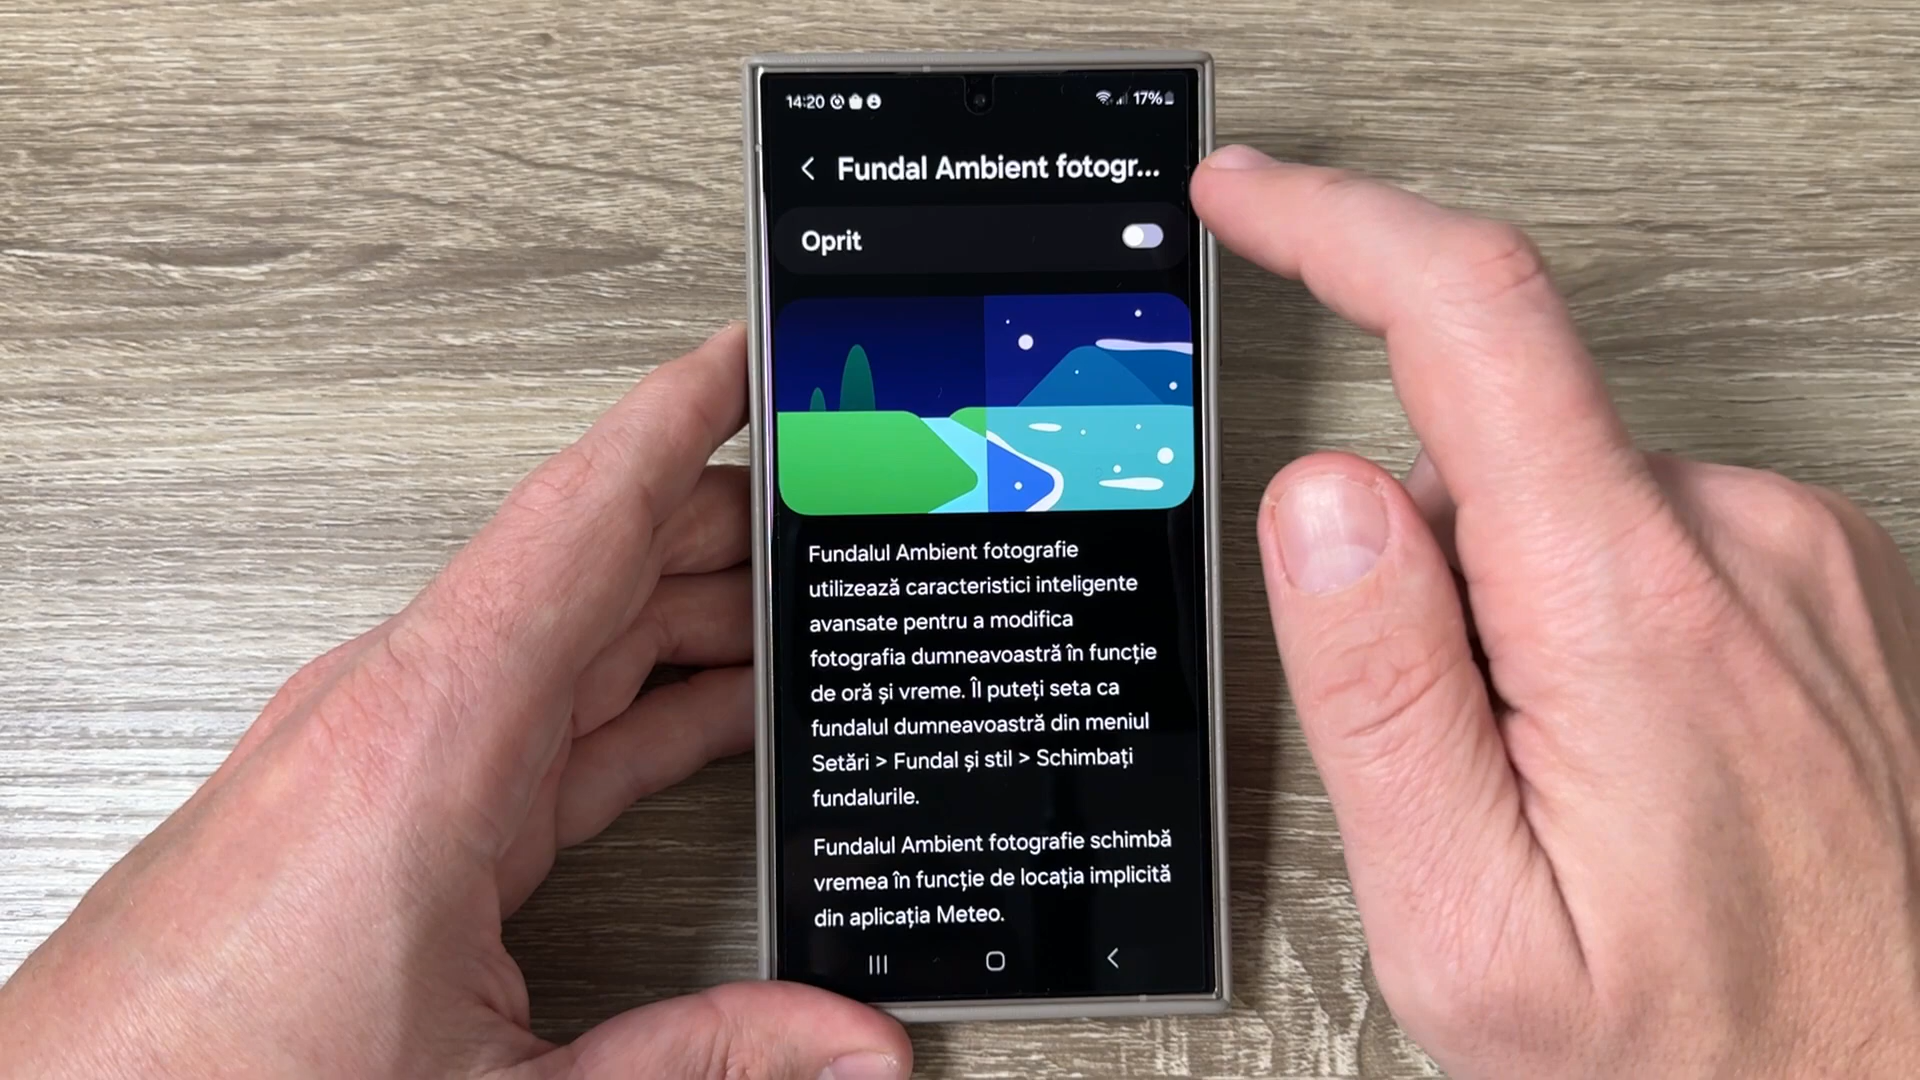 14:20
17%
Fundal Ambient fotogr...
Oprit
Fundalul Ambient fotografie
utilizează caracteristici inteligente
avansate pentru a modifica
fotografia dumneavoastră în funcție
de oră și vreme. Îl puteți seta ca
fundalul dumneavoastră din meniul
Setări > Fundal și stil > Schimbați
fundalurile.
Fundalul Ambient fotografie schimbă
vremea în funcție de locația implicită
din aplicația Meteo.